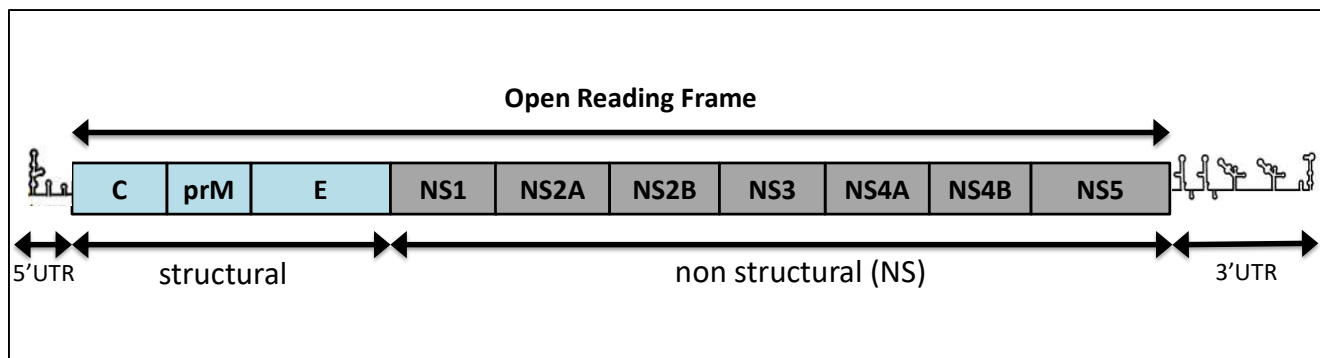 Open Reading Frame
C prM E NS1 NS2A NS2B NS3 NS4A NS4B NS5
5’UTR structural non structural (NS) 3’UTR